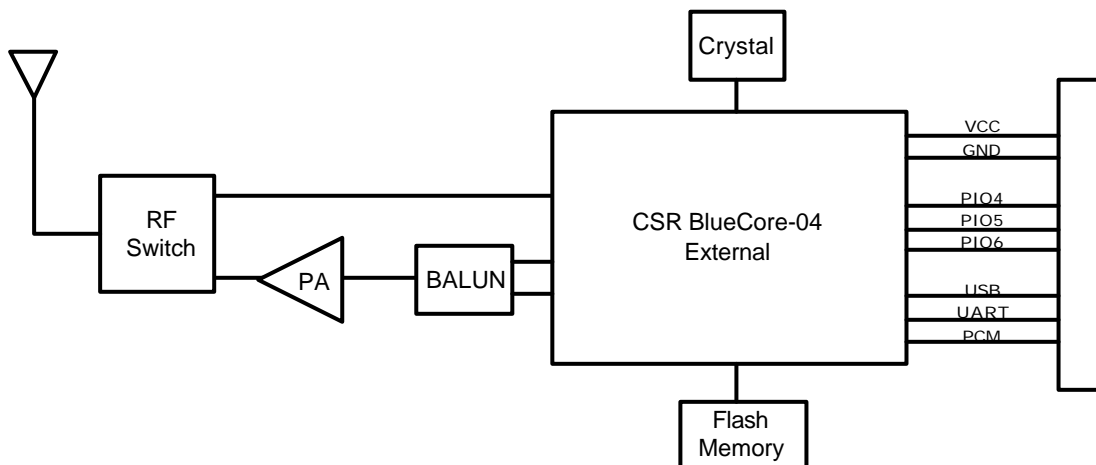 Crystal
VCC
GND
RF
Switch
PIO4
CSR BlueCore-04
PIO5
External
PIO6
PA
BALUN
USB
UART
PCM
Flash
Memory